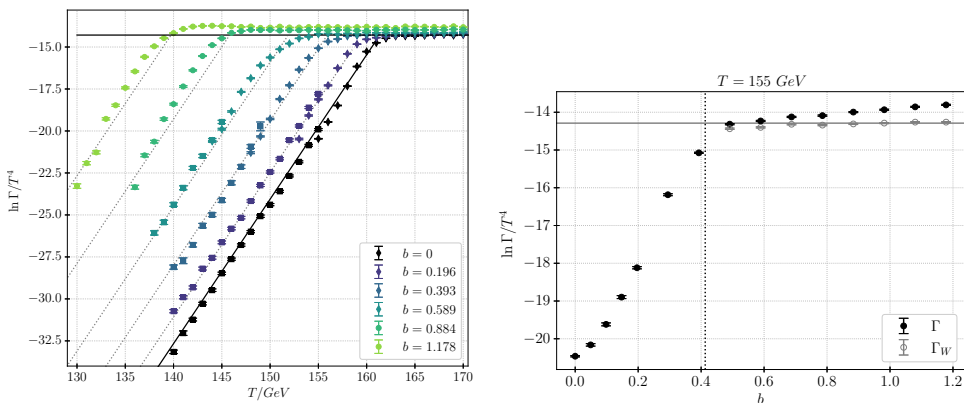 ln Γ/T⁴
−15.0
−17.5
−20.0
−22.5
−25.0
−27.5
−30.0
−32.5
130 135 140 145 150 155 160 165 170
T/GeV
b = 0
b = 0.196
b = 0.393
b = 0.589
b = 0.884
b = 1.178
T = 155 GeV
ln Γ/T⁴
−14
−15
−16
−17
−18
−19
−20
0.0 0.2 0.4 0.6 0.8 1.0 1.2
b
Γ
Γ_W